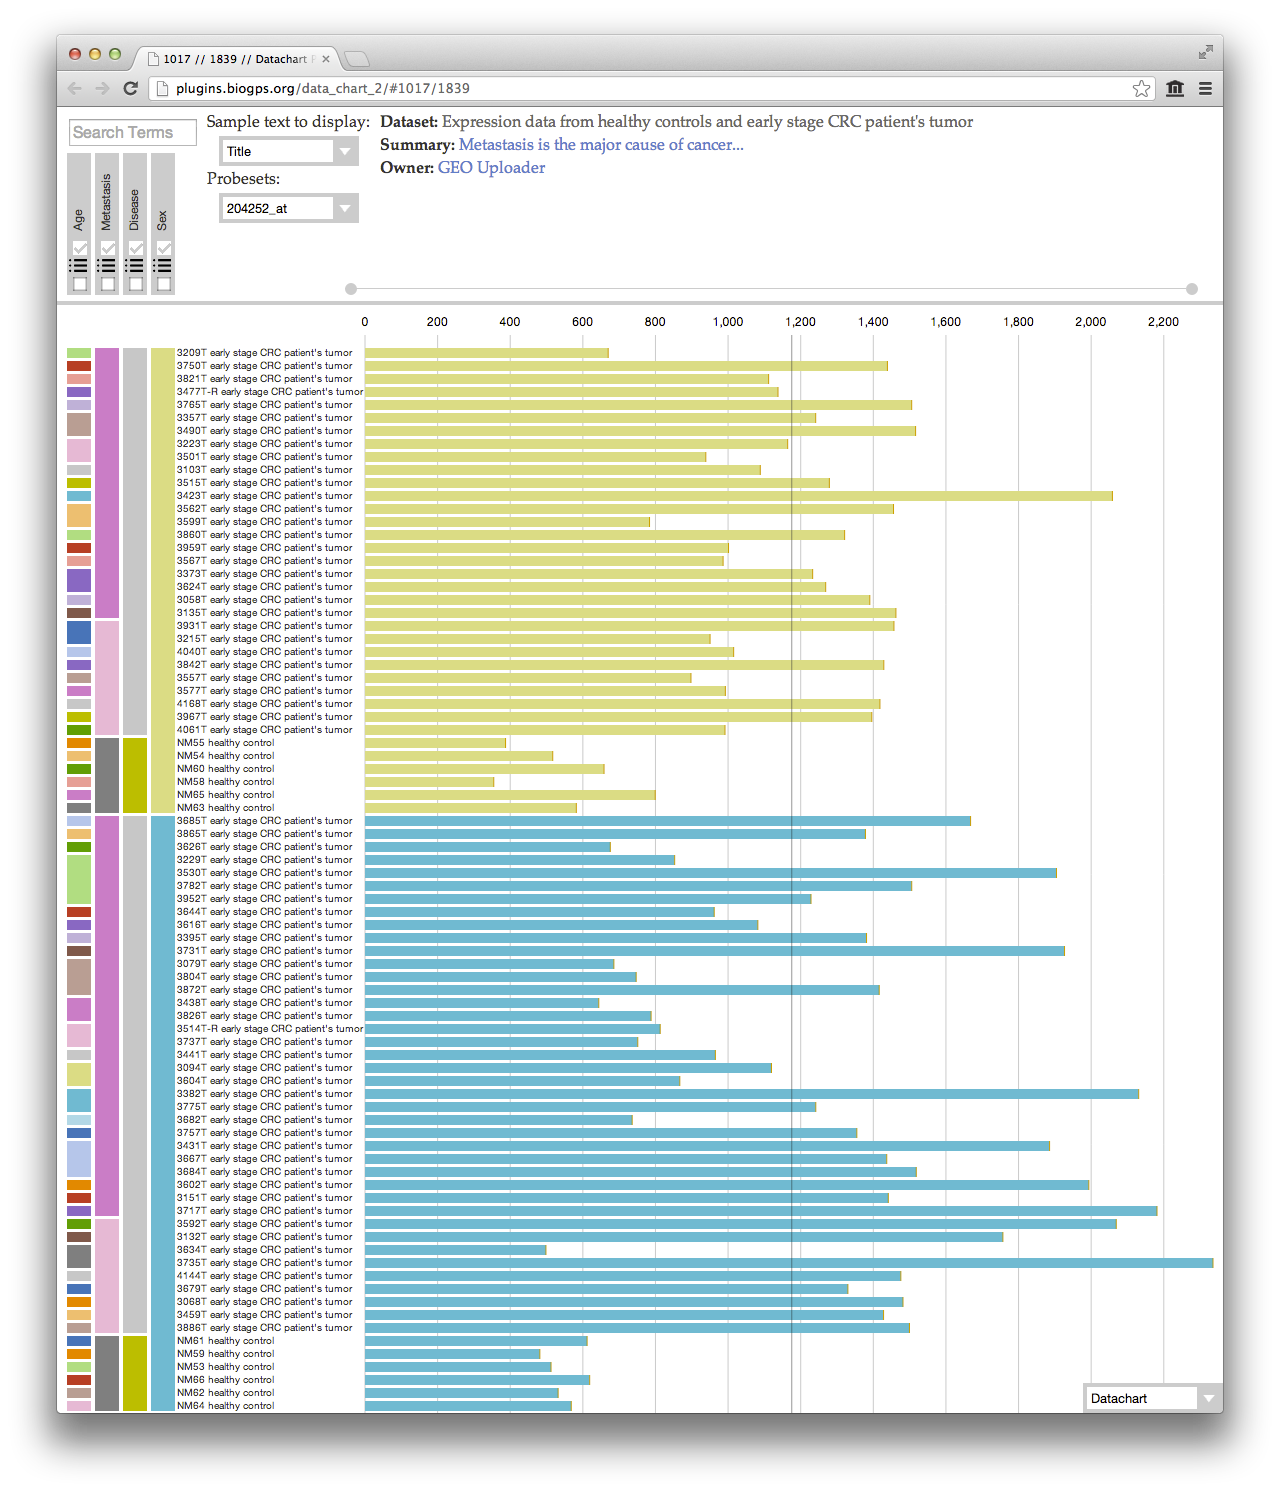 1017 // 1839 // Datachart
plugins.biogps.org/data_chart_2/#1017/1839
Search Terms
Age
Metastasis
Disease
Sex
Sample text to display:
Title
Probesets:
204252_at
Dataset: Expression data from healthy controls and early stage CRC patient's tumor
Summary: Metastasis is the major cause of cancer...
Owner: GEO Uploader
0 200 400 600 800 1,000 1,200 1,400 1,600 1,800 2,000 2,200
3209T early stage CRC patient's tumor
3750T early stage CRC patient's tumor
3821T early stage CRC patient's tumor
3477T-R early stage CRC patient's tumor
3765T early stage CRC patient's tumor
3357T early stage CRC patient's tumor
3490T early stage CRC patient's tumor
3223T early stage CRC patient's tumor
3501T early stage CRC patient's tumor
3103T early stage CRC patient's tumor
3515T early stage CRC patient's tumor
3423T early stage CRC patient's tumor
3562T early stage CRC patient's tumor
3599T early stage CRC patient's tumor
3860T early stage CRC patient's tumor
3959T early stage CRC patient's tumor
3567T early stage CRC patient's tumor
3373T early stage CRC patient's tumor
3624T early stage CRC patient's tumor
3058T early stage CRC patient's tumor
3135T early stage CRC patient's tumor
3931T early stage CRC patient's tumor
3215T early stage CRC patient's tumor
4040T early stage CRC patient's tumor
3842T early stage CRC patient's tumor
3557T early stage CRC patient's tumor
3577T early stage CRC patient's tumor
4168T early stage CRC patient's tumor
3967T early stage CRC patient's tumor
4061T early stage CRC patient's tumor
NM55 healthy control
NM54 healthy control
NM60 healthy control
NM58 healthy control
NM65 healthy control
NM63 healthy control
3685T early stage CRC patient's tumor
3865T early stage CRC patient's tumor
3626T early stage CRC patient's tumor
3229T early stage CRC patient's tumor
3530T early stage CRC patient's tumor
3782T early stage CRC patient's tumor
3952T early stage CRC patient's tumor
3644T early stage CRC patient's tumor
3616T early stage CRC patient's tumor
3395T early stage CRC patient's tumor
3731T early stage CRC patient's tumor
3079T early stage CRC patient's tumor
3804T early stage CRC patient's tumor
3872T early stage CRC patient's tumor
3438T early stage CRC patient's tumor
3826T early stage CRC patient's tumor
3514T-R early stage CRC patient's tumor
3737T early stage CRC patient's tumor
3441T early stage CRC patient's tumor
3094T early stage CRC patient's tumor
3604T early stage CRC patient's tumor
3382T early stage CRC patient's tumor
3775T early stage CRC patient's tumor
3682T early stage CRC patient's tumor
3757T early stage CRC patient's tumor
3431T early stage CRC patient's tumor
3667T early stage CRC patient's tumor
3684T early stage CRC patient's tumor
3602T early stage CRC patient's tumor
3151T early stage CRC patient's tumor
3717T early stage CRC patient's tumor
3592T early stage CRC patient's tumor
3132T early stage CRC patient's tumor
3634T early stage CRC patient's tumor
3735T early stage CRC patient's tumor
4144T early stage CRC patient's tumor
3679T early stage CRC patient's tumor
3068T early stage CRC patient's tumor
3459T early stage CRC patient's tumor
3886T early stage CRC patient's tumor
NM61 healthy control
NM59 healthy control
NM53 healthy control
NM66 healthy control
NM62 healthy control
NM64 healthy control
Datachart